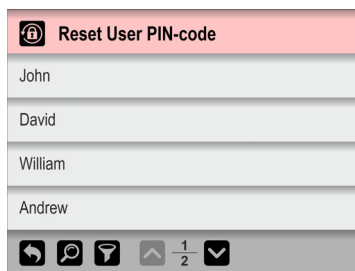 Reset User PIN-code
John
David
William
Andrew
1
2